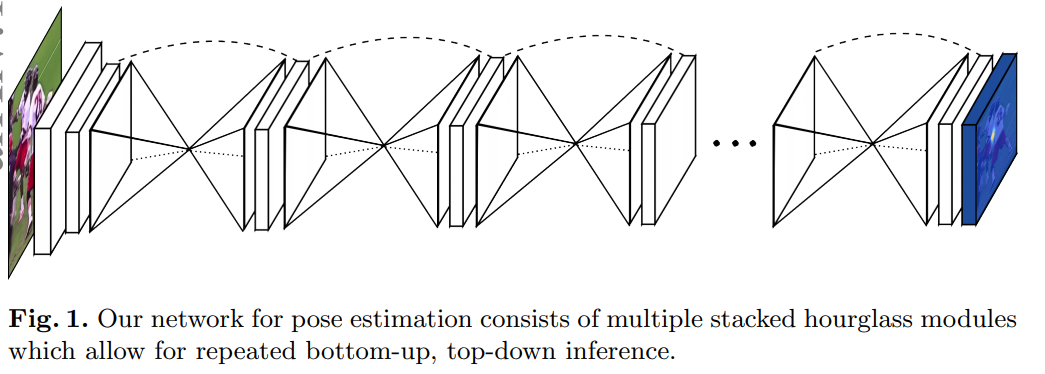 Fig. 1. Our network for pose estimation consists of multiple stacked hourglass modules
which allow for repeated bottom-up, top-down inference.